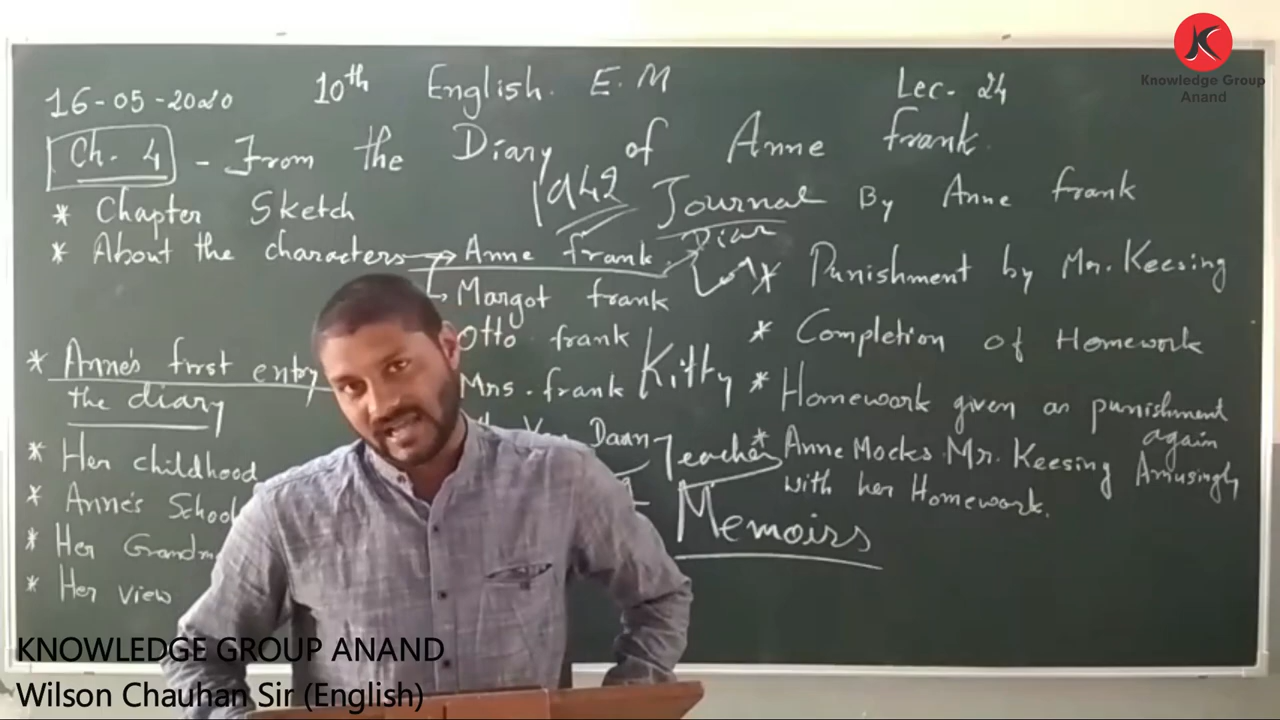 Knowledge Group
Anand
16-05-2020 10th English. E.M Lec. 24
Ch. 4 - From the Diary of Anne frank.
1942 Journal By Anne frank
* Chapter Sketch
* About the characters → Anne frank.
Margot frank
Otto frank
Mrs. frank
Daan
Teacher
Kitty
Memoirs
* Anne's first entry
the diary
* Her childhood
* Anne's School
* Her
* Her view
* Punishment by Mr. Keesing
* Completion of Homework
* Homework given as punishment
again
* Anne Mocks Mr. Keesing Amusingly
with her Homework.
KNOWLEDGE GROUP ANAND
Wilson Chauhan Sir (English)